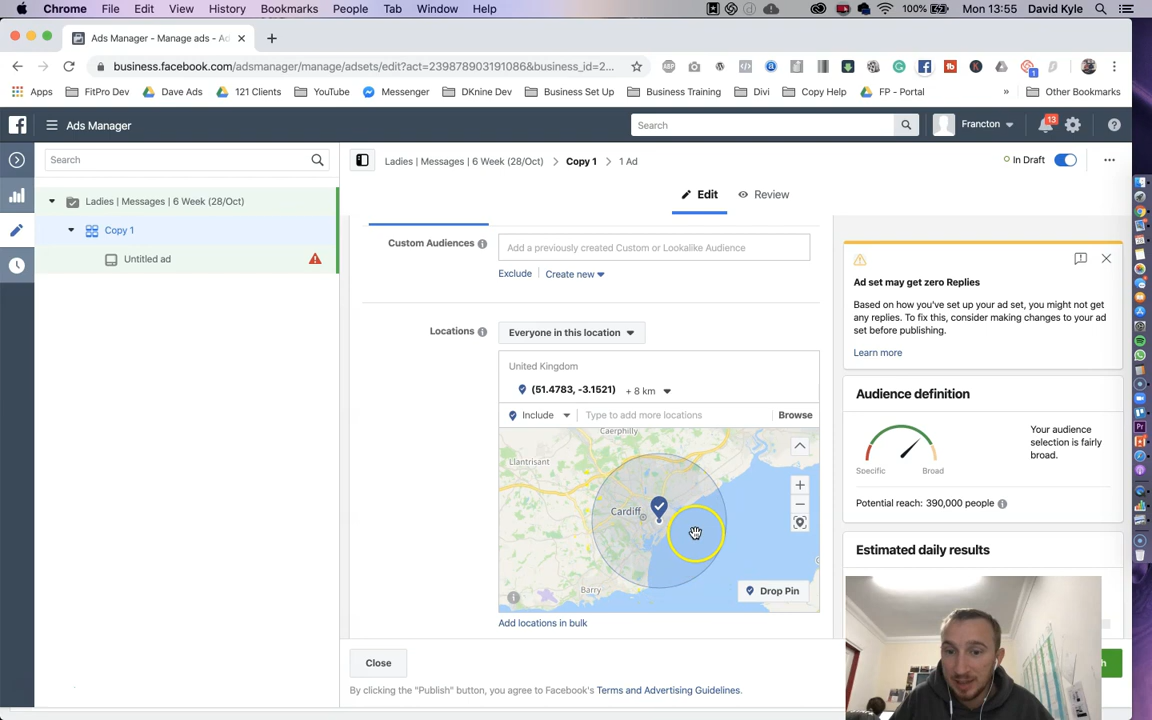 Chrome File Edit View History Bookmarks People Tab Window Help 100% Mon 13:55 David Kyle
Ads Manager - Manage ads - Ad
business.facebook.com/adsmanager/manage/adsets/edit?act=239878903191086&business_id=2...
Apps FitPro Dev Dave Ads 121 Clients YouTube Messenger DKnine Dev Business Set Up Business Training Divi Copy Help FP - Portal » Other Bookmarks
Ads Manager Search Francton 13
Search
Ladies | Messages | 6 Week (28/Oct) Copy 1 1 Ad In Draft
Edit Review
Ladies | Messages | 6 Week (28/Oct)
Copy 1
Untitled ad
Custom Audiences Add a previously created Custom or Lookalike Audience
Exclude Create new
Locations Everyone in this location
United Kingdom
(51.4783, -3.1521) + 8 km
Include Type to add more locations Browse
Caerphilly
Llantrisant
Cardiff
Barry
Drop Pin
Add locations in bulk
Ad set may get zero Replies
Based on how you've set up your ad set, you might not get
any replies. To fix this, consider making changes to your ad
set before publishing.
Learn more
Audience definition
Your audience
selection is fairly
broad.
Specific Broad
Potential reach: 390,000 people
Estimated daily results
Close
By clicking the "Publish" button, you agree to Facebook's Terms and Advertising Guidelines.